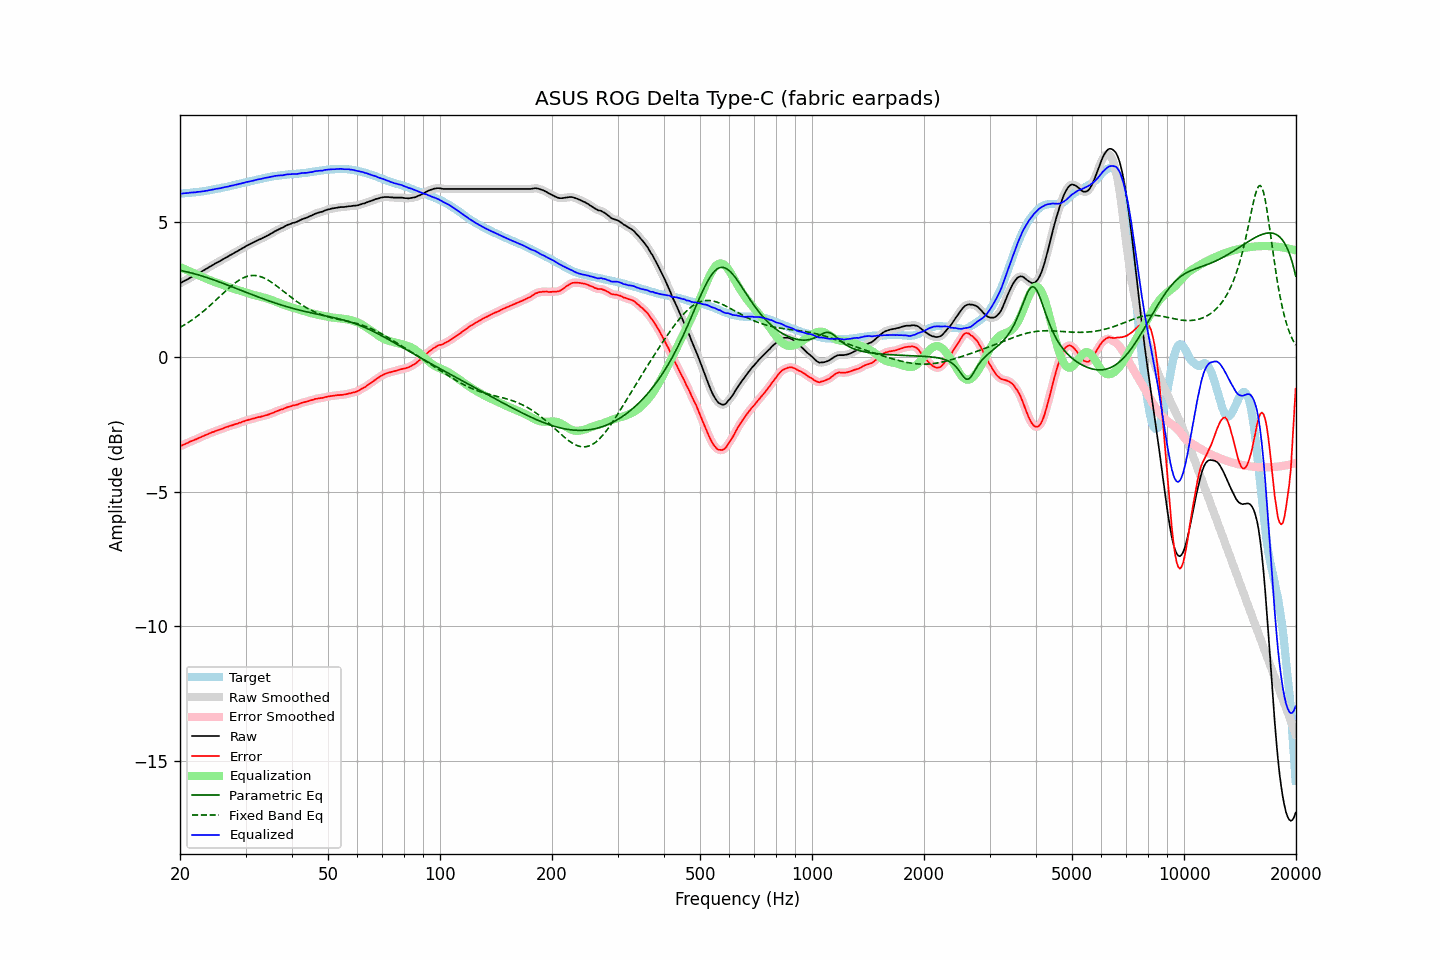 ASUS ROG Delta Type-C (fabric earpads)
Amplitude (dBr)
5
0
−5
−10
−15
Target
Raw Smoothed
Error Smoothed
Raw
Error
Equalization
Parametric Eq
Fixed Band Eq
Equalized
20 50 100 200 500 1000 2000 5000 10000 20000
Frequency (Hz)